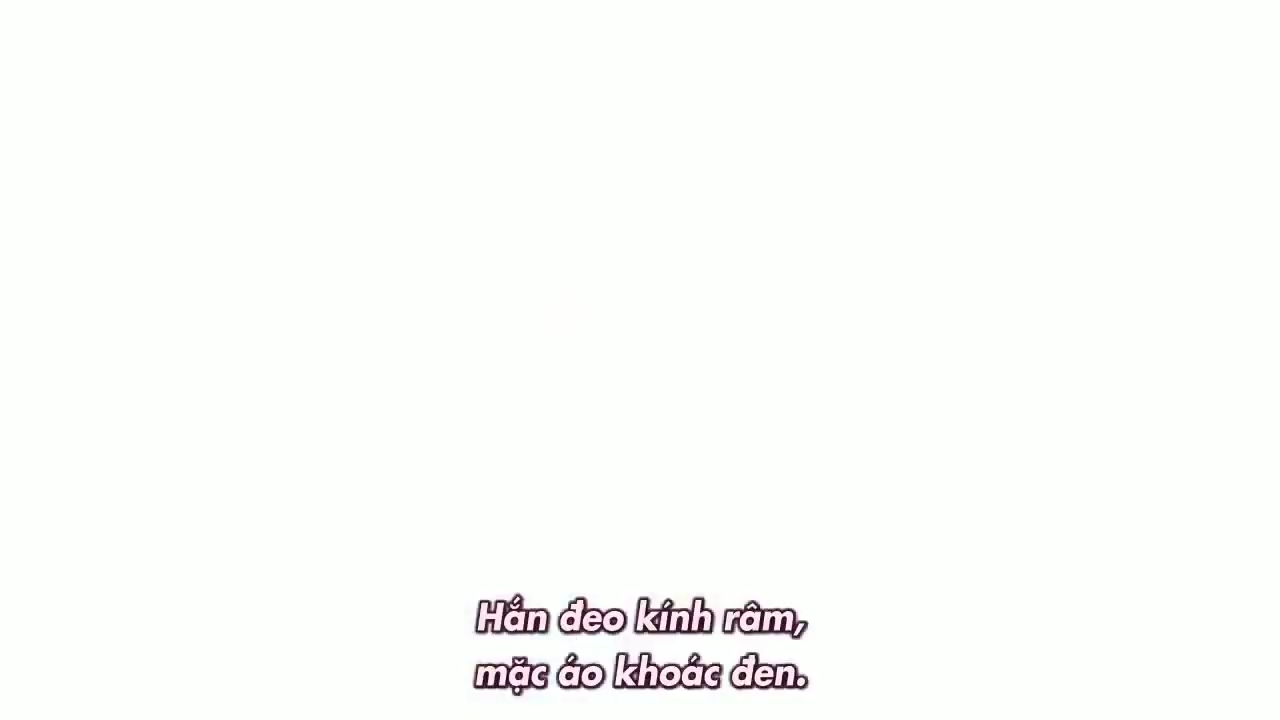 Hắn đeo kính râm,
mặc áo khoác đen.